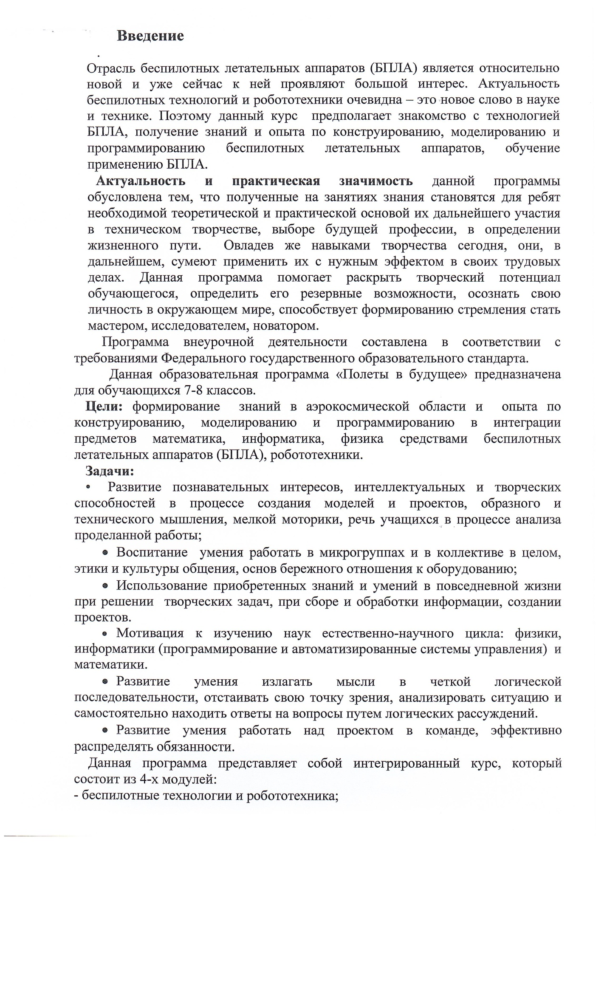 Введение
Отрасль беспилотных летательных аппаратов (БПЛА) является относительно
новой и уже сейчас к ней проявляют большой интерес. Актуальность
беспилотных технологий и робототехники очевидна – это новое слово в науке
и технике. Поэтому данный курс предполагает знакомство с технологией
БПЛА, получение знаний и опыта по конструированию, моделированию и
программированию беспилотных летательных аппаратов, обучение
применению БПЛА.
Актуальность и практическая значимость данной программы
обусловлена тем, что полученные на занятиях знания становятся для ребят
необходимой теоретической и практической основой их дальнейшего участия
в техническом творчестве, выборе будущей профессии, в определении
жизненного пути. Овладев же навыками творчества сегодня, они, в
дальнейшем, сумеют применить их с нужным эффектом в своих трудовых
делах. Данная программа помогает раскрыть творческий потенциал
обучающегося, определить его резервные возможности, осознать свою
личность в окружающем мире, способствует формированию стремления стать
мастером, исследователем, новатором.
Программа внеурочной деятельности составлена в соответствии с
требованиями Федерального государственного образовательного стандарта.
Данная образовательная программа «Полеты в будущее» предназначена
для обучающихся 7-8 классов.
Цели: формирование знаний в аэрокосмической области и опыта по
конструированию, моделированию и программированию в интеграции
предметов математика, информатика, физика средствами беспилотных
летательных аппаратов (БПЛА), робототехники.
Задачи:
• Развитие познавательных интересов, интеллектуальных и творческих
способностей в процессе создания моделей и проектов, образного и
технического мышления, мелкой моторики, речь учащихся в процессе анализа
проделанной работы;
• Воспитание умения работать в микрогруппах и в коллективе в целом,
этики и культуры общения, основ бережного отношения к оборудованию;
• Использование приобретенных знаний и умений в повседневной жизни
при решении творческих задач, при сборе и обработки информации, создании
проектов.
• Мотивация к изучению наук естественно-научного цикла: физики,
информатики (программирование и автоматизированные системы управления) и
математики.
• Развитие умения излагать мысли в четкой логической
последовательности, отстаивать свою точку зрения, анализировать ситуацию и
самостоятельно находить ответы на вопросы путем логических рассуждений.
• Развитие умения работать над проектом в команде, эффективно
распределять обязанности.
Данная программа представляет собой интегрированный курс, который
состоит из 4-х модулей:
- беспилотные технологии и робототехника;